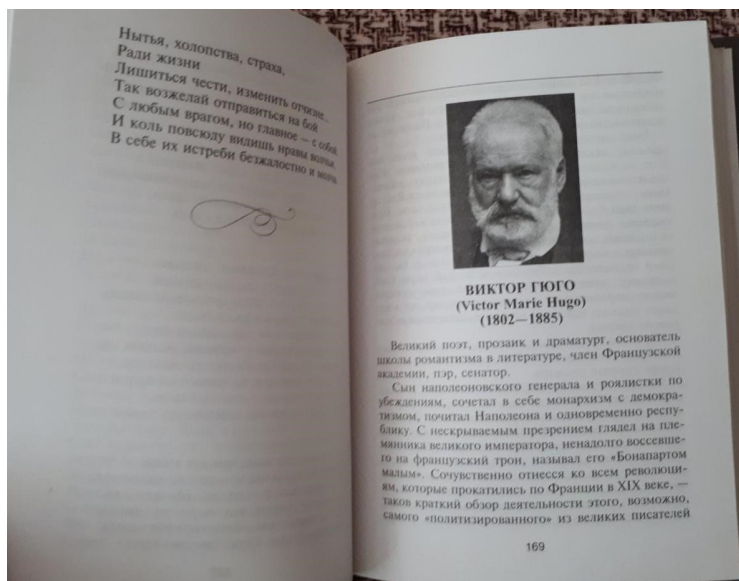 Нытья, холопства, страха,
Ради жизни
Лишиться чести, изменить отчизне..
Так возжелай отправиться на бой
С любым врагом, но главное – с собой.
И коль повсюду видишь нравы волчьи,
В себе их истреби безжалостно и молча.
ВИКТОР ГЮГО
(Victor Marie Hugo)
(1802—1885)
Великий поэт, прозаик и драматург, основатель
школы романтизма в литературе, член Французской
академии, пэр, сенатор.
Сын наполеоновского генерала и роялистки по
убеждениям, сочетал в себе монархизм с демокра-
тизмом, почитал Наполеона и одновременно респу-
блику. С нескрываемым презрением глядел на пле-
мянника великого императора, ненадолго воссевше-
го на французский трон, называл его «Бонапартом
малым». Сочувственно отнесся ко всем революци-
ям, которые прокатились по Франции в XIX веке, —
таков краткий обзор деятельности этого, возможно,
самого «политизированного» из великих писателей
169